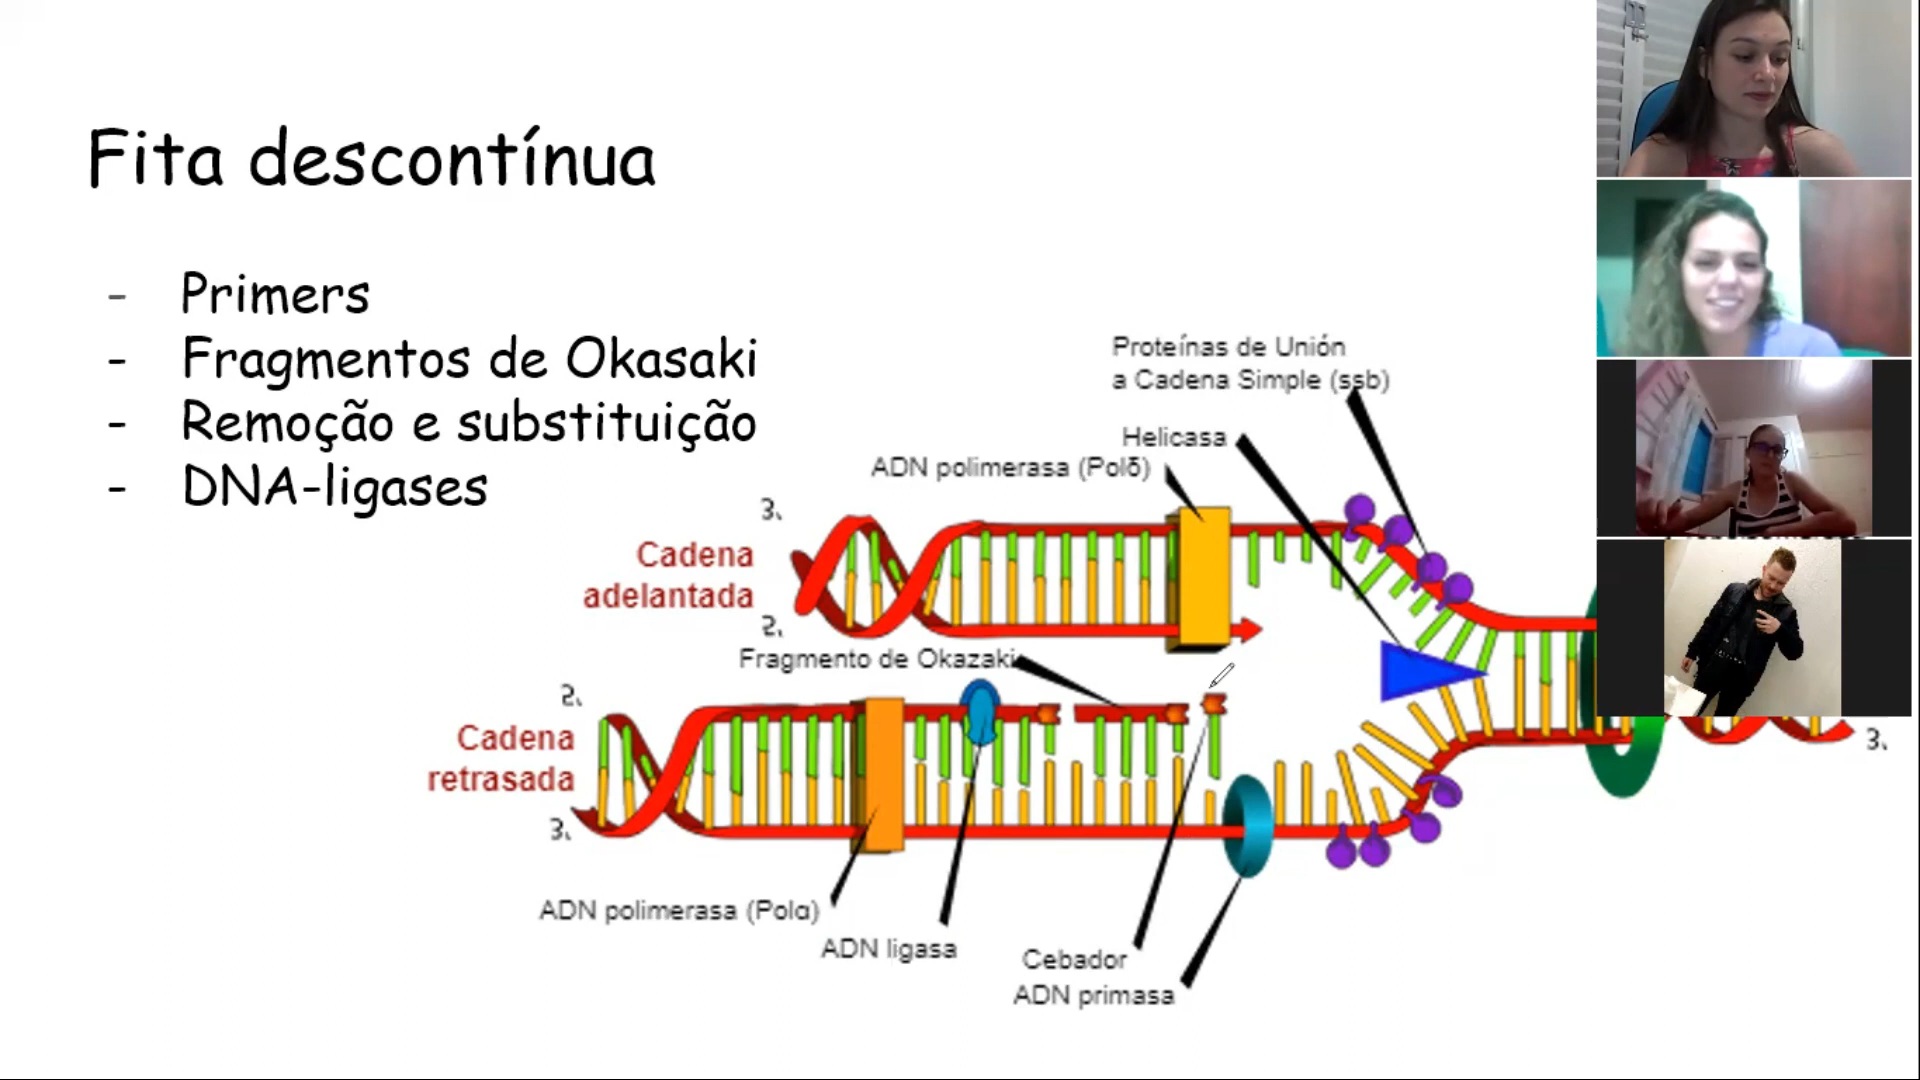 Fita descontínua
- Primers
- Fragmentos de Okasaki
- Remoção e substituição
- DNA-ligases
Proteínas de Unión
a Cadena Simple (ssb)
Helicasa
ADN polimerasa (Polδ)
3,
Cadena
adelantada
2,
Fragmento de Okazaki
2,
Cadena
retrasada
3,
3,
ADN polimerasa (Polα)
ADN ligasa
Cebador
ADN primasa